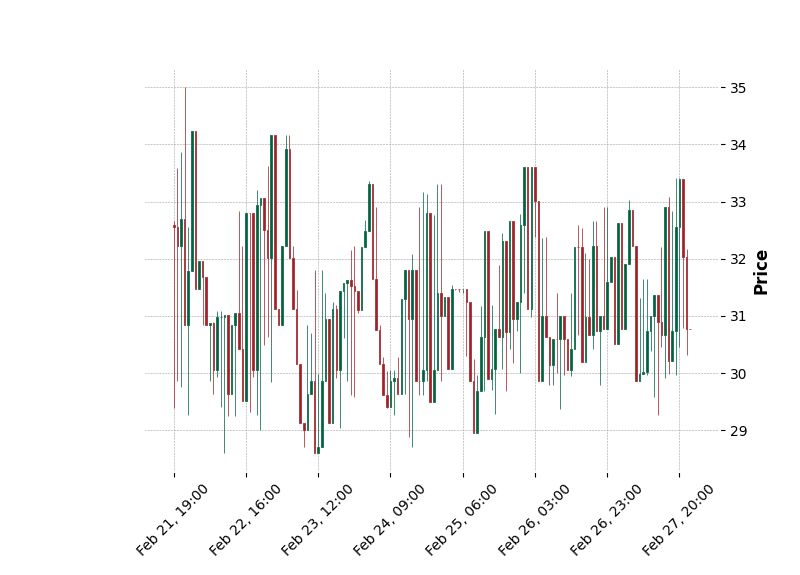 35
34
33
32
31
30
29
Price
Feb 21, 19:00
Feb 22, 16:00
Feb 23, 12:00
Feb 24, 09:00
Feb 25, 06:00
Feb 26, 03:00
Feb 26, 23:00
Feb 27, 20:00